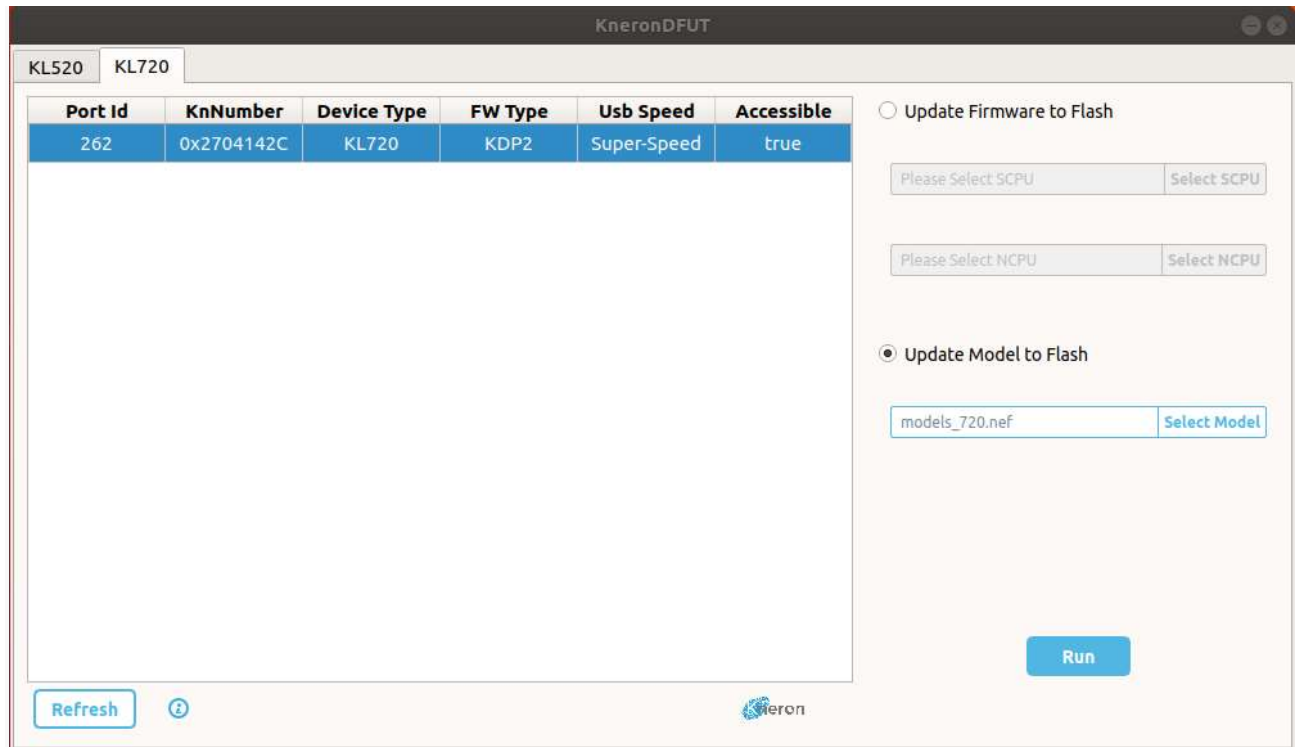 KneronDFUT
KL520 KL720
Port Id KnNumber Device Type FW Type Usb Speed Accessible
262 0x2704142C KL720 KDP2 Super-Speed true
Update Firmware to Flash
Please Select SCPU Select SCPU
Please Select NCPU Select NCPU
Update Model to Flash
models_720.nef Select Model
Run
Refresh
Kneron